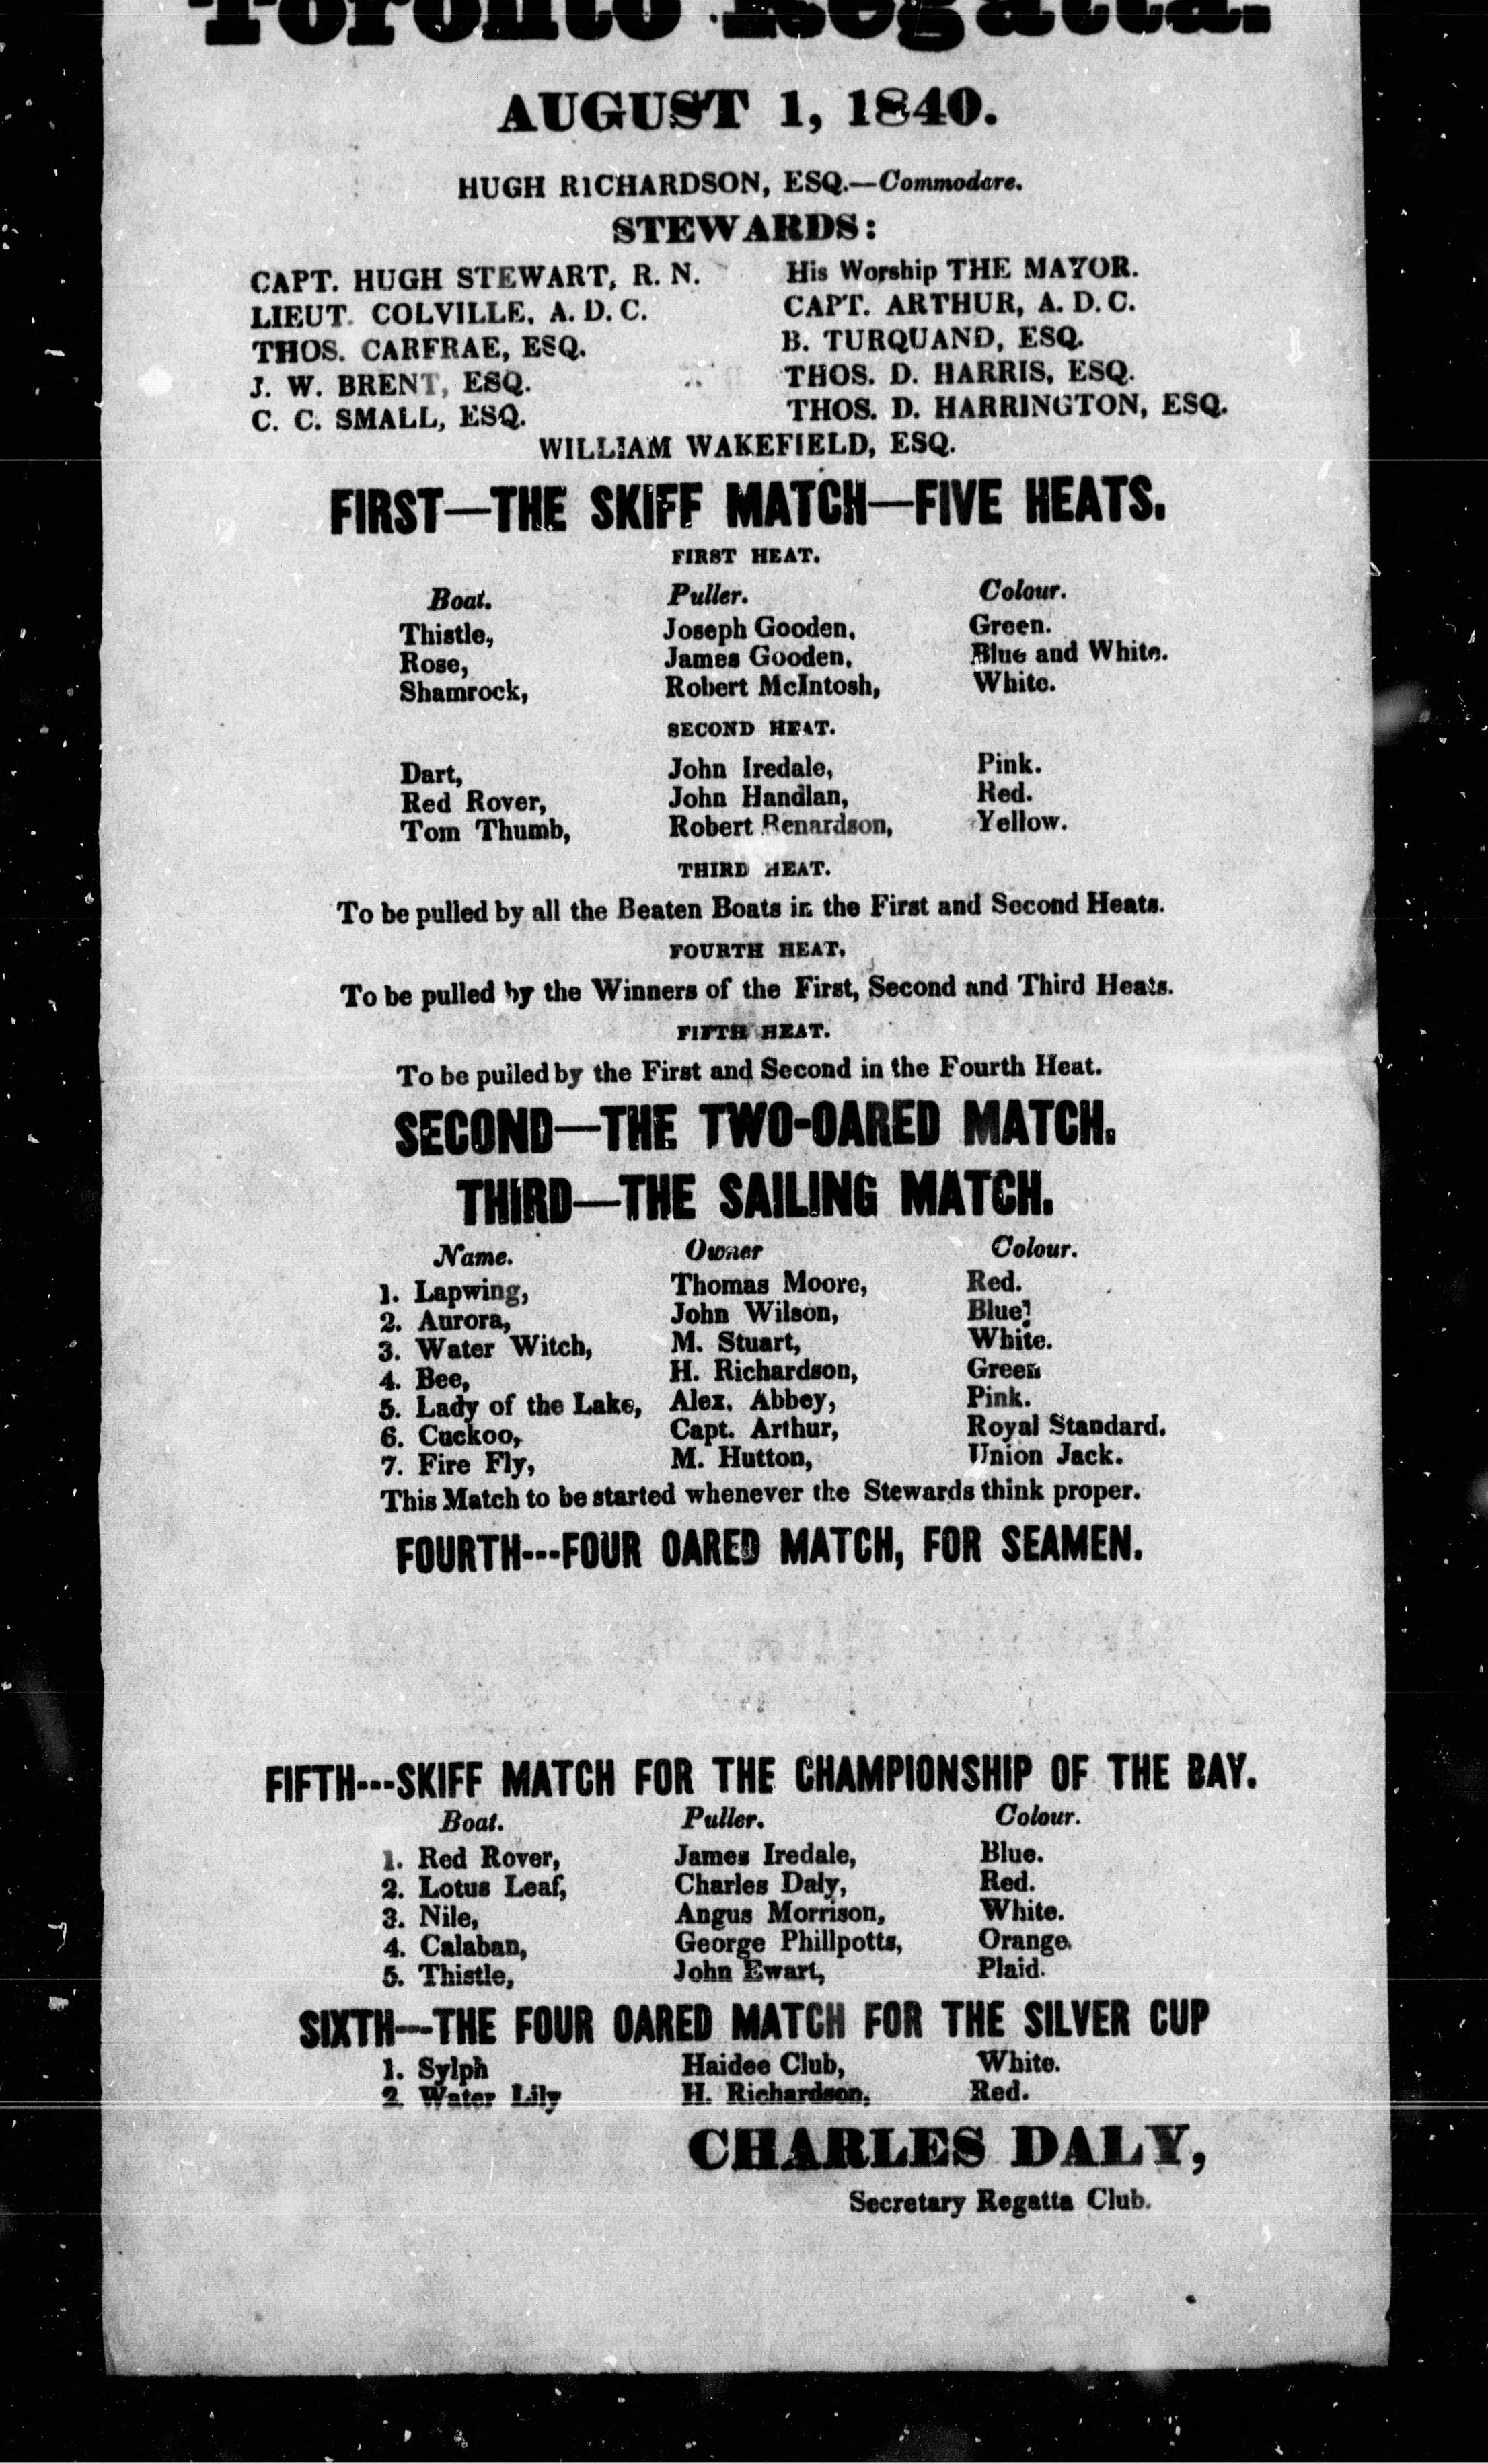 Toronto Regatta.
AUGUST 1, 1840.
HUGH RICHARDSON, ESQ.—Commodore.
STEWARDS:
CAPT. HUGH STEWART, R. N. His Worship THE MAYOR.
LIEUT. COLVILLE, A. D. C. CAPT. ARTHUR, A. D. C.
THOS. CARFRAE, ESQ. B. TURQUAND, ESQ.
J. W. BRENT, ESQ. THOS. D. HARRIS, ESQ.
C. C. SMALL, ESQ. THOS. D. HARRINGTON, ESQ.
WILLIAM WAKEFIELD, ESQ.
FIRST—THE SKIFF MATCH—FIVE HEATS.
FIRST HEAT.
Boat. Puller. Colour.
Thistle, Joseph Gooden, Green.
Rose, James Gooden, Blue and White.
Shamrock, Robert McIntosh, White.
SECOND HEAT.
Dart, John Iredale, Pink.
Red Rover, John Handlan, Red.
Tom Thumb, Robert Renardson, Yellow.
THIRD HEAT.
To be pulled by all the Beaten Boats in the First and Second Heats.
FOURTH HEAT,
To be pulled by the Winners of the First, Second and Third Heats.
FIFTH HEAT.
To be pulled by the First and Second in the Fourth Heat.
SECOND—THE TWO-OARED MATCH.
THIRD—THE SAILING MATCH.
Name. Owner Colour.
1. Lapwing, Thomas Moore, Red.
2. Aurora, John Wilson, Blue.
3. Water Witch, M. Stuart, White.
4. Bee, H. Richardson, Green
5. Lady of the Lake, Alex. Abbey, Pink.
6. Cuckoo, Capt. Arthur, Royal Standard.
7. Fire Fly, M. Hutton, Union Jack.
This Match to be started whenever the Stewards think proper.
FOURTH---FOUR OARED MATCH, FOR SEAMEN.
FIFTH---SKIFF MATCH FOR THE CHAMPIONSHIP OF THE BAY.
Boat. Puller. Colour.
1. Red Rover, James Iredale, Blue.
2. Lotus Leaf, Charles Daly, Red.
3. Nile, Angus Morrison, White.
4. Calaban, George Phillpotts, Orange.
5. Thistle, John Ewart, Plaid.
SIXTH---THE FOUR OARED MATCH FOR THE SILVER CUP
1. Sylph Haidee Club, White.
2. Water Lily H. Richardson, Red.
CHARLES DALY,
Secretary Regatta Club.